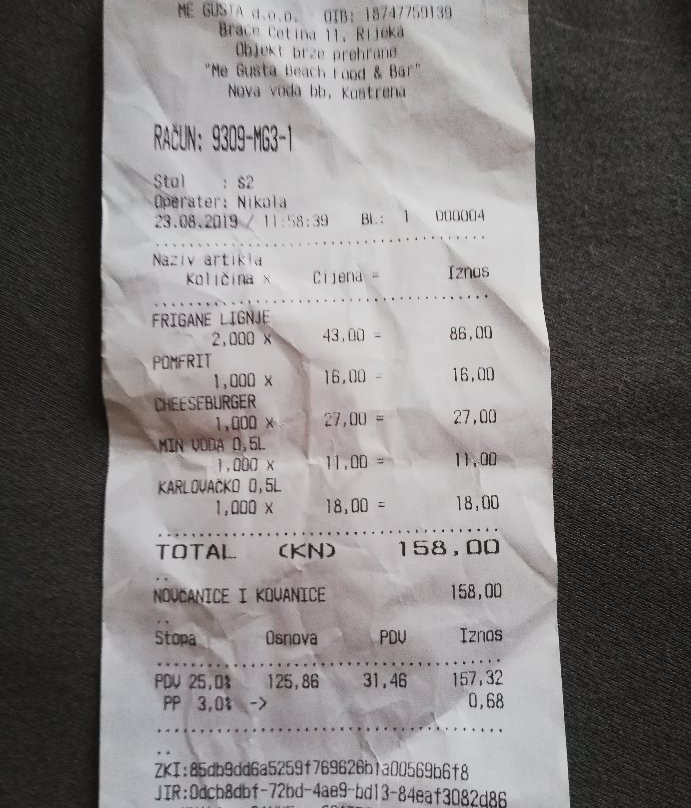 ME GUSTA d.o.o. OIB: 18747759139
Braće Cetina 11, Rijeka
Objekt brze prehrane
"Me Gusta Beach Food & Bar"
Nova voda bb, Kostrena
RAČUN: 9309-MG3-1
Stol : S2
Operater: Nikola
23.08.2019 / 11:58:39 BL: 1 000004
Naziv artikla
Količina x Cijena = Iznos
FRIGANE LIGNJE
2,000 x 43,00 = 86,00
POMFRIT
1,000 x 16,00 = 16,00
CHEESEBURGER
1,000 x 27,00 = 27,00
MIN VODA 0,5L
1,000 x 11,00 = 11,00
KARLOVAČKO 0,5L
1,000 x 18,00 = 18,00
TOTAL (KN) 158,00
NOVČANICE I KOVANICE 158,00
Stopa Osnova PDV Iznos
PDV 25,0% 125,86 31,46 157,32
PP 3,0% -> 0,68
ZKI:85db9dd6a5259f769626b1a00569b6f8
JIR:0dcb8dbf-72bd-4ae9-bd13-84eaf3082d86